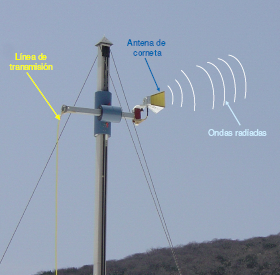 Antena de
corneta
Línea de
transmisión
Ondas radiadas